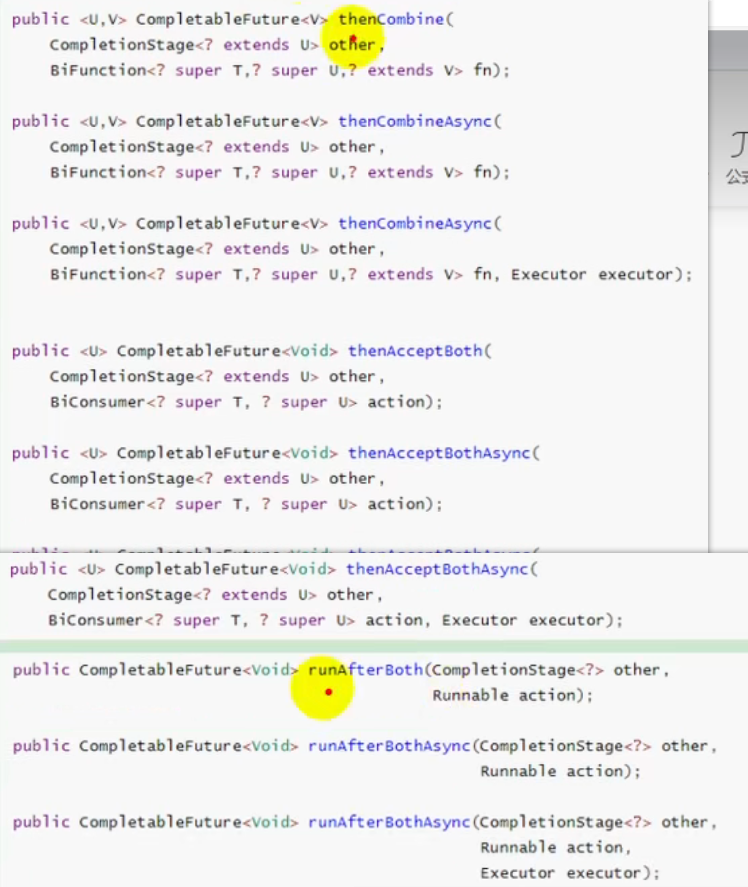 public <U,V> CompletableFuture<V> thenCombine(
CompletionStage<? extends U> other,
BiFunction<? super T,? super U,? extends V> fn);
public <U,V> CompletableFuture<V> thenCombineAsync(
CompletionStage<? extends U> other,
BiFunction<? super T,? super U,? extends V> fn);
public <U,V> CompletableFuture<V> thenCombineAsync(
CompletionStage<? extends U> other,
BiFunction<? super T,? super U,? extends V> fn, Executor executor);
public <U> CompletableFuture<Void> thenAcceptBoth(
CompletionStage<? extends U> other,
BiConsumer<? super T, ? super U> action);
public <U> CompletableFuture<Void> thenAcceptBothAsync(
CompletionStage<? extends U> other,
BiConsumer<? super T, ? super U> action);
public <U> CompletableFuture<Void> thenAcceptBothAsync(
CompletionStage<? extends U> other,
BiConsumer<? super T, ? super U> action, Executor executor);
public CompletableFuture<Void> runAfterBoth(CompletionStage<?> other,
Runnable action);
public CompletableFuture<Void> runAfterBothAsync(CompletionStage<?> other,
Runnable action);
public CompletableFuture<Void> runAfterBothAsync(CompletionStage<?> other,
Runnable action,
Executor executor);